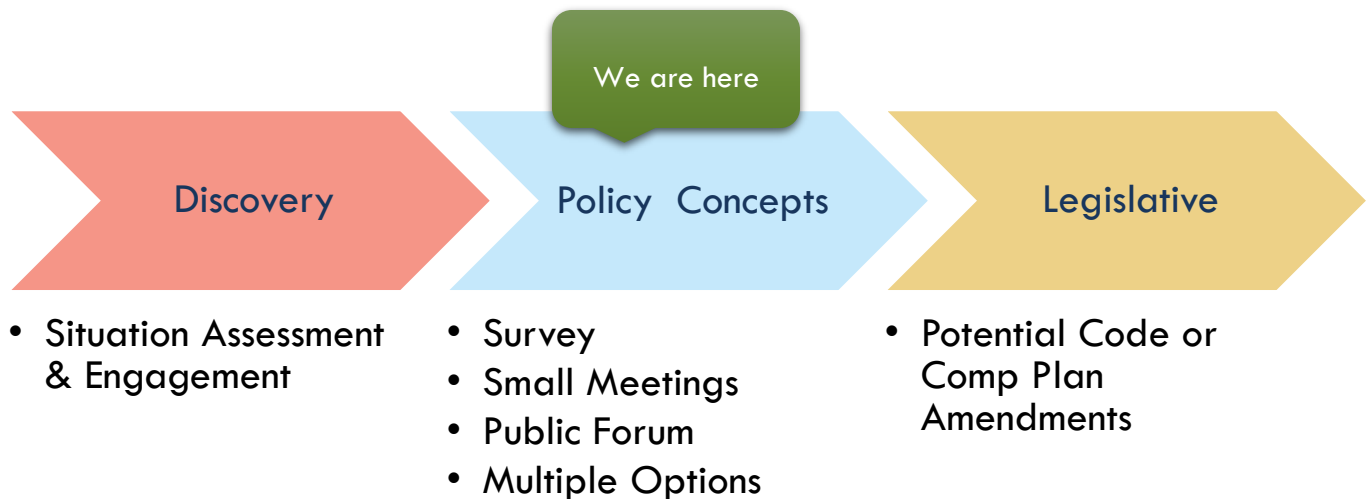 We are here
Discovery
Policy Concepts
Legislative
• Situation Assessment
& Engagement
• Survey
• Small Meetings
• Public Forum
• Multiple Options
• Potential Code or
Comp Plan
Amendments